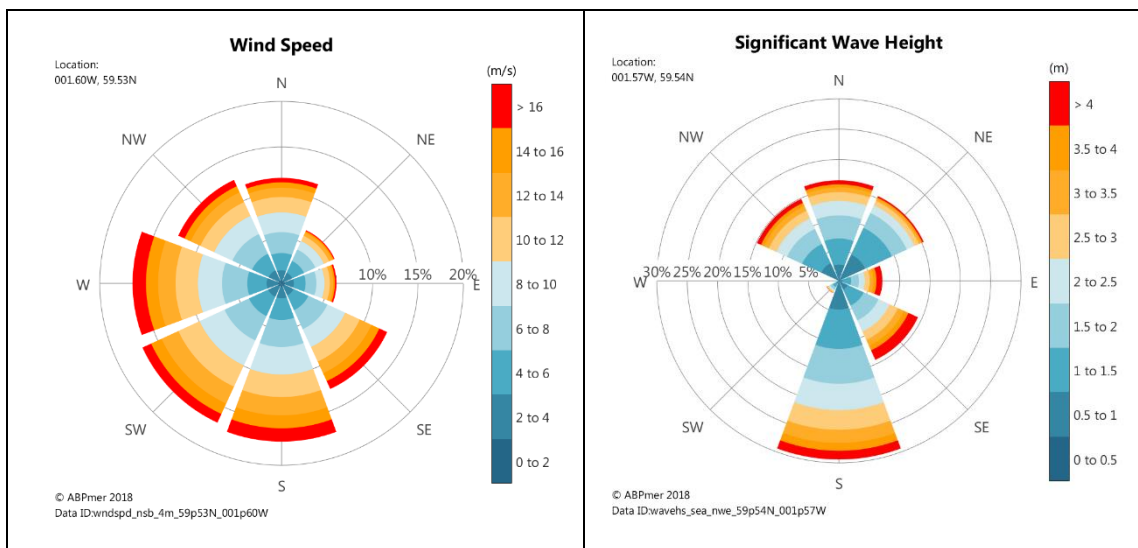 Wind Speed
Location:
001.60W, 59.53N
(m/s)
N
NW
NE
W
E
10% 15% 20%
SW
SE
S
> 16
14 to 16
12 to 14
10 to 12
8 to 10
6 to 8
4 to 6
2 to 4
0 to 2
© ABPmer 2018
Data ID:wndspd_nsb_4m_59p53N_001p60W
Significant Wave Height
Location:
001.57W, 59.54N
(m)
N
NW
NE
W
E
30% 25% 20% 15% 10% 5%
SW
SE
S
> 4
3.5 to 4
3 to 3.5
2.5 to 3
2 to 2.5
1.5 to 2
1 to 1.5
0.5 to 1
0 to 0.5
© ABPmer 2018
Data ID:wavehs_sea_nwe_59p54N_001p57W